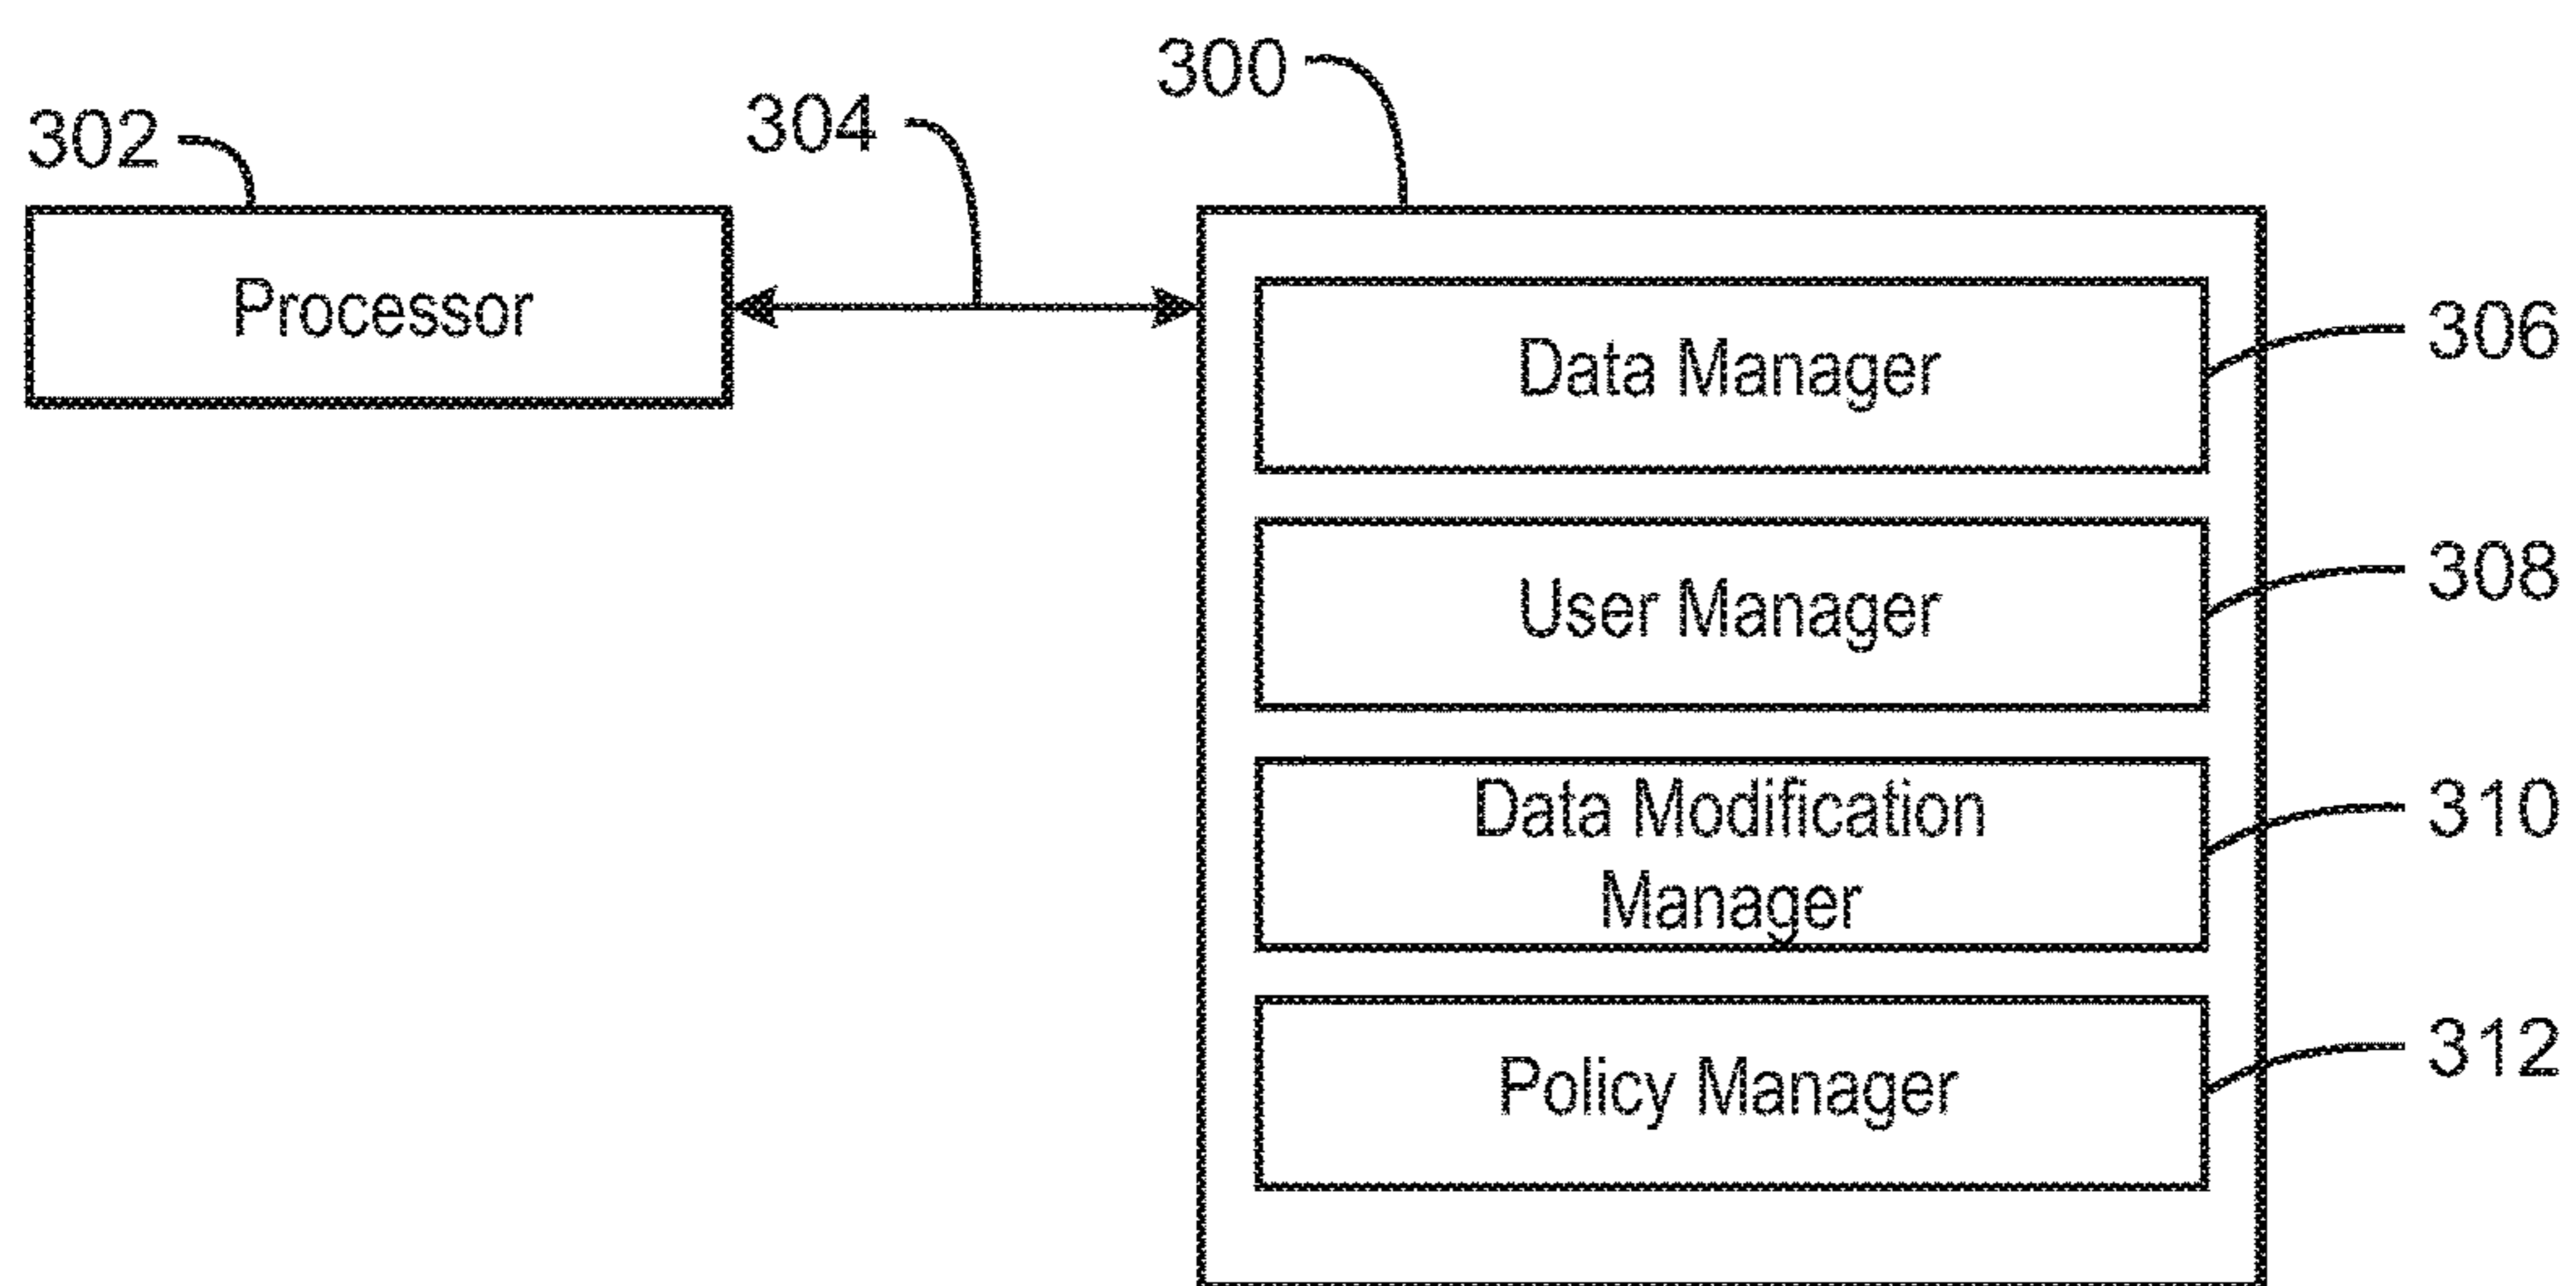 300
304
302
Processor
Data Manager
306
User Manager
308
Data Modification
Manager
310
Policy Manager
312